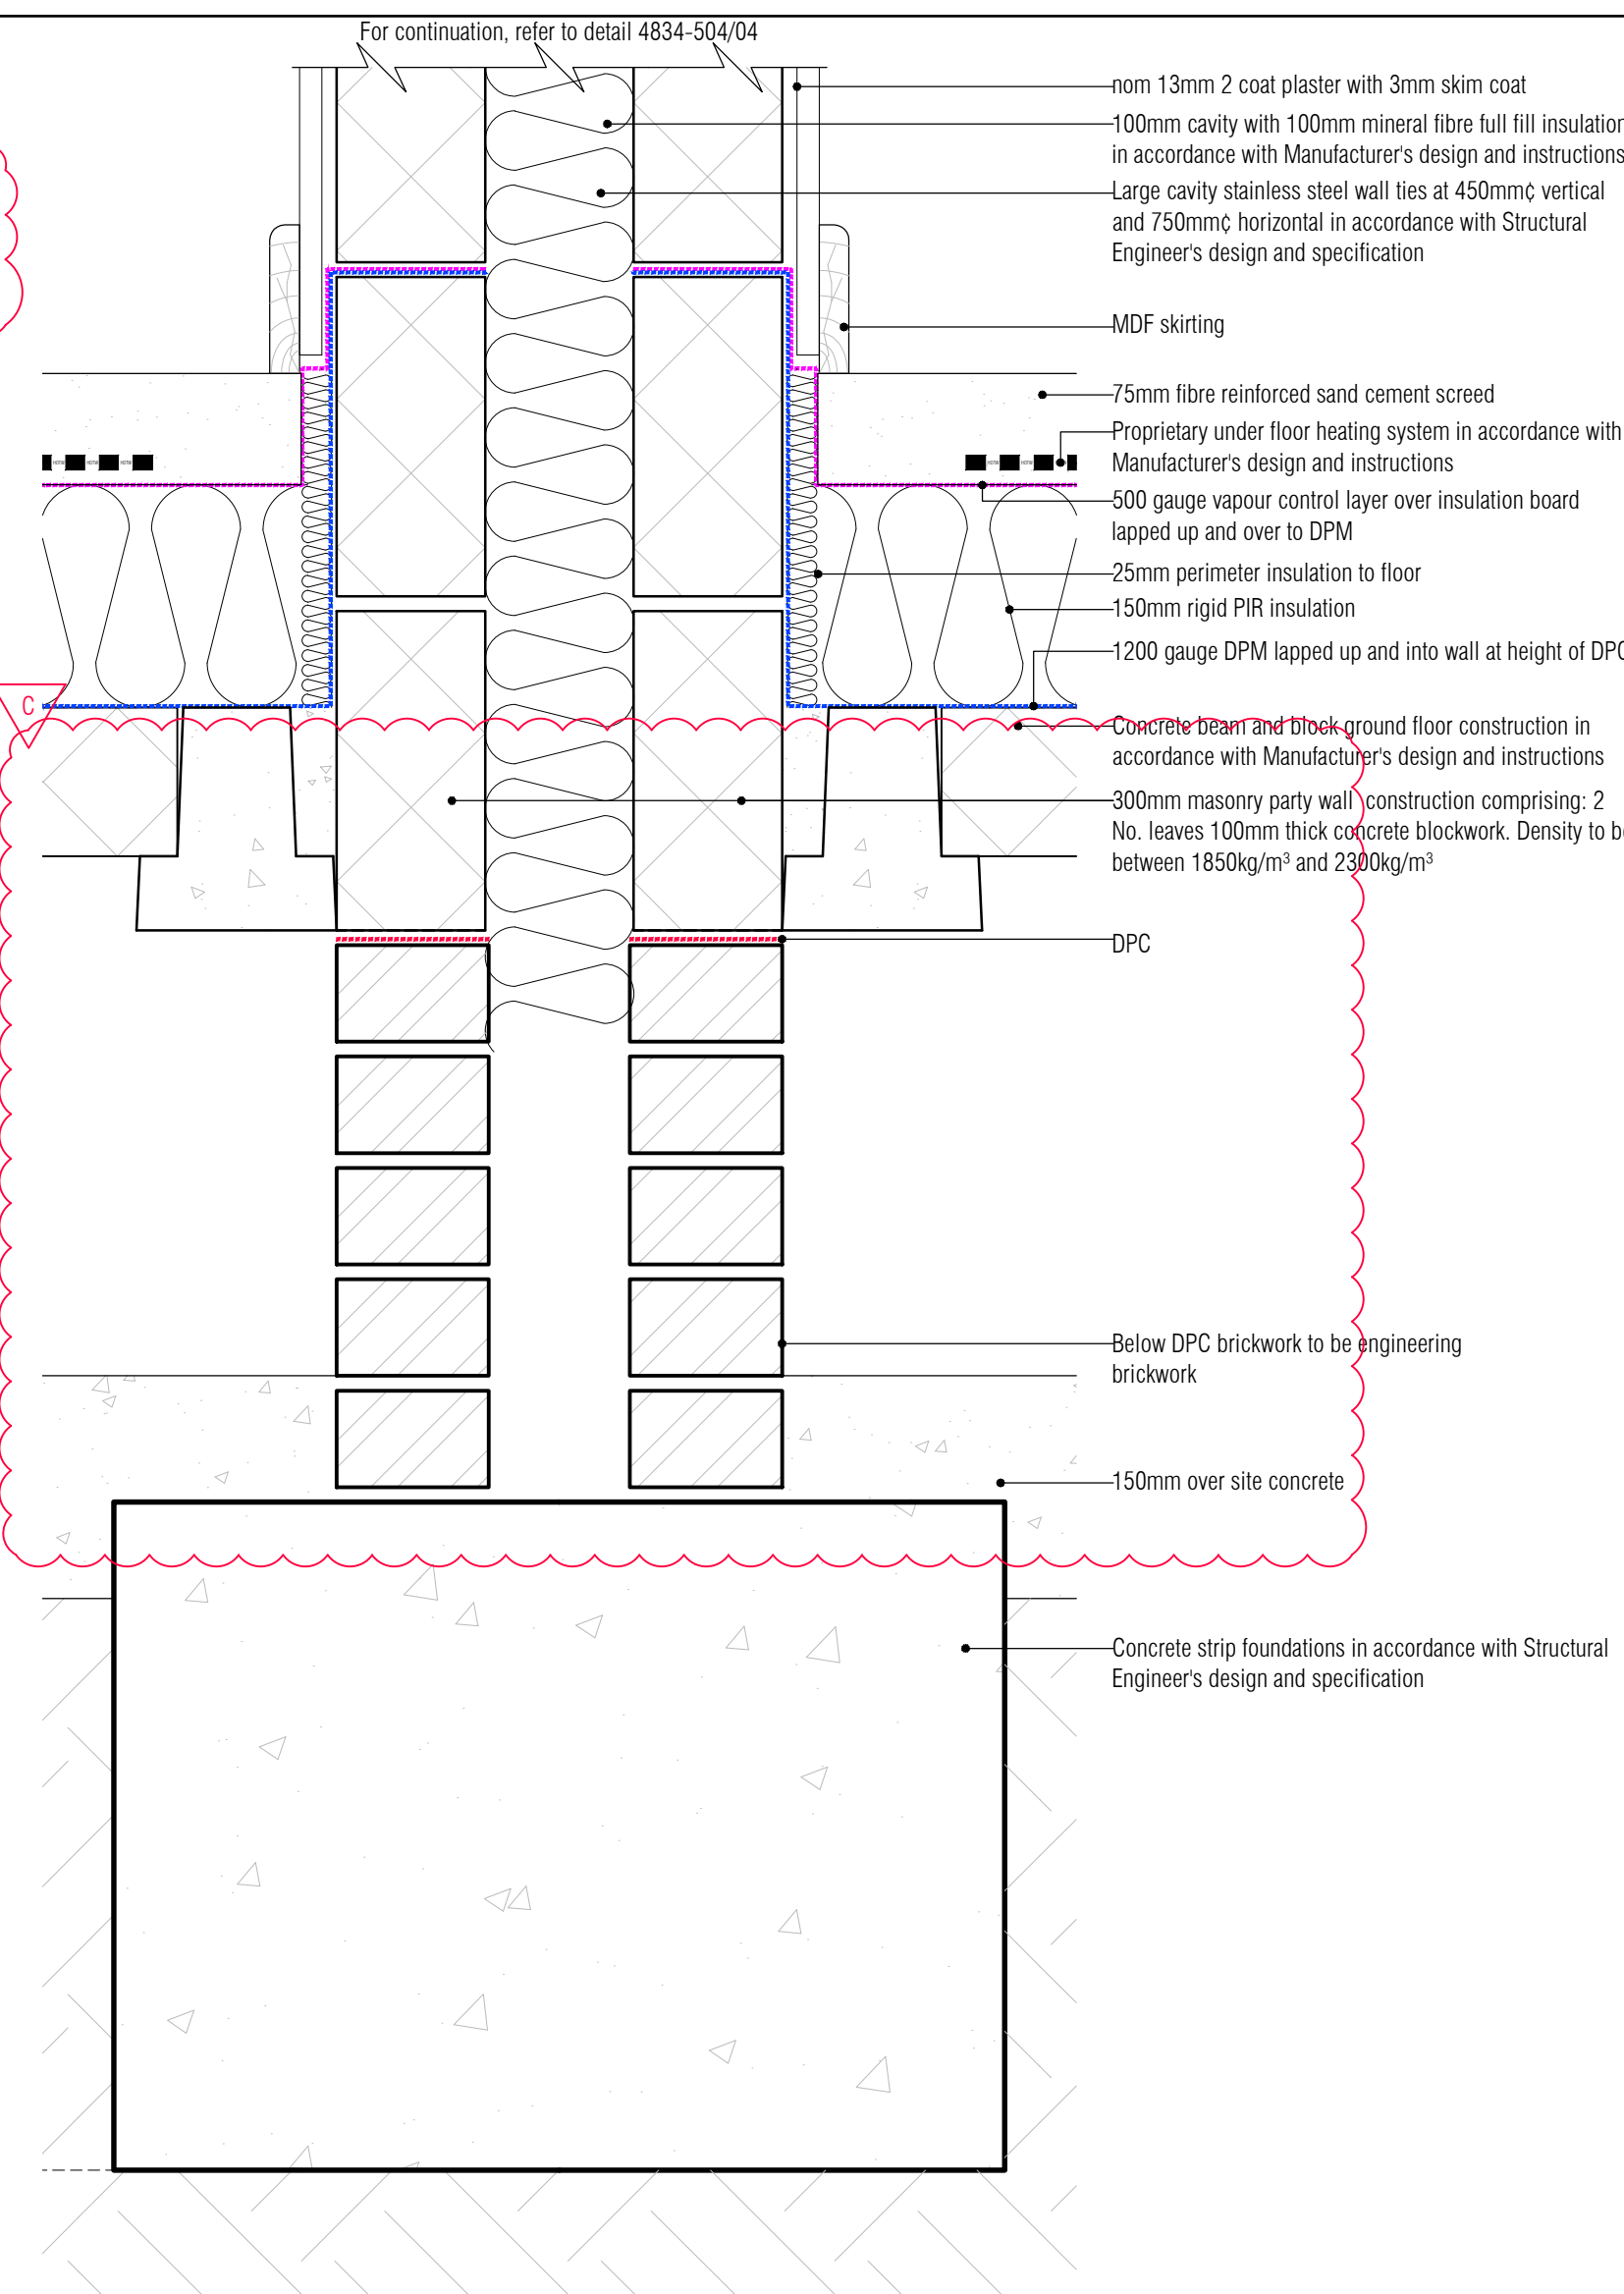 For continuation, refer to detail 4834-504/04
nom 13mm 2 coat plaster with 3mm skim coat
100mm cavity with 100mm mineral fibre full fill insulation
in accordance with Manufacturer's design and instructions
Large cavity stainless steel wall ties at 450mm¢ vertical
and 750mm¢ horizontal in accordance with Structural
Engineer's design and specification
MDF skirting
75mm fibre reinforced sand cement screed
Proprietary under floor heating system in accordance with
Manufacturer's design and instructions
500 gauge vapour control layer over insulation board
lapped up and over to DPM
25mm perimeter insulation to floor
150mm rigid PIR insulation
1200 gauge DPM lapped up and into wall at height of DPC
C
Concrete beam and block ground floor construction in
accordance with Manufacturer's design and instructions
300mm masonry party wall construction comprising: 2
No. leaves 100mm thick concrete blockwork. Density to be
between 1850kg/m³ and 2300kg/m³
DPC
Below DPC brickwork to be engineering
brickwork
150mm over site concrete
Concrete strip foundations in accordance with Structural
Engineer's design and specification